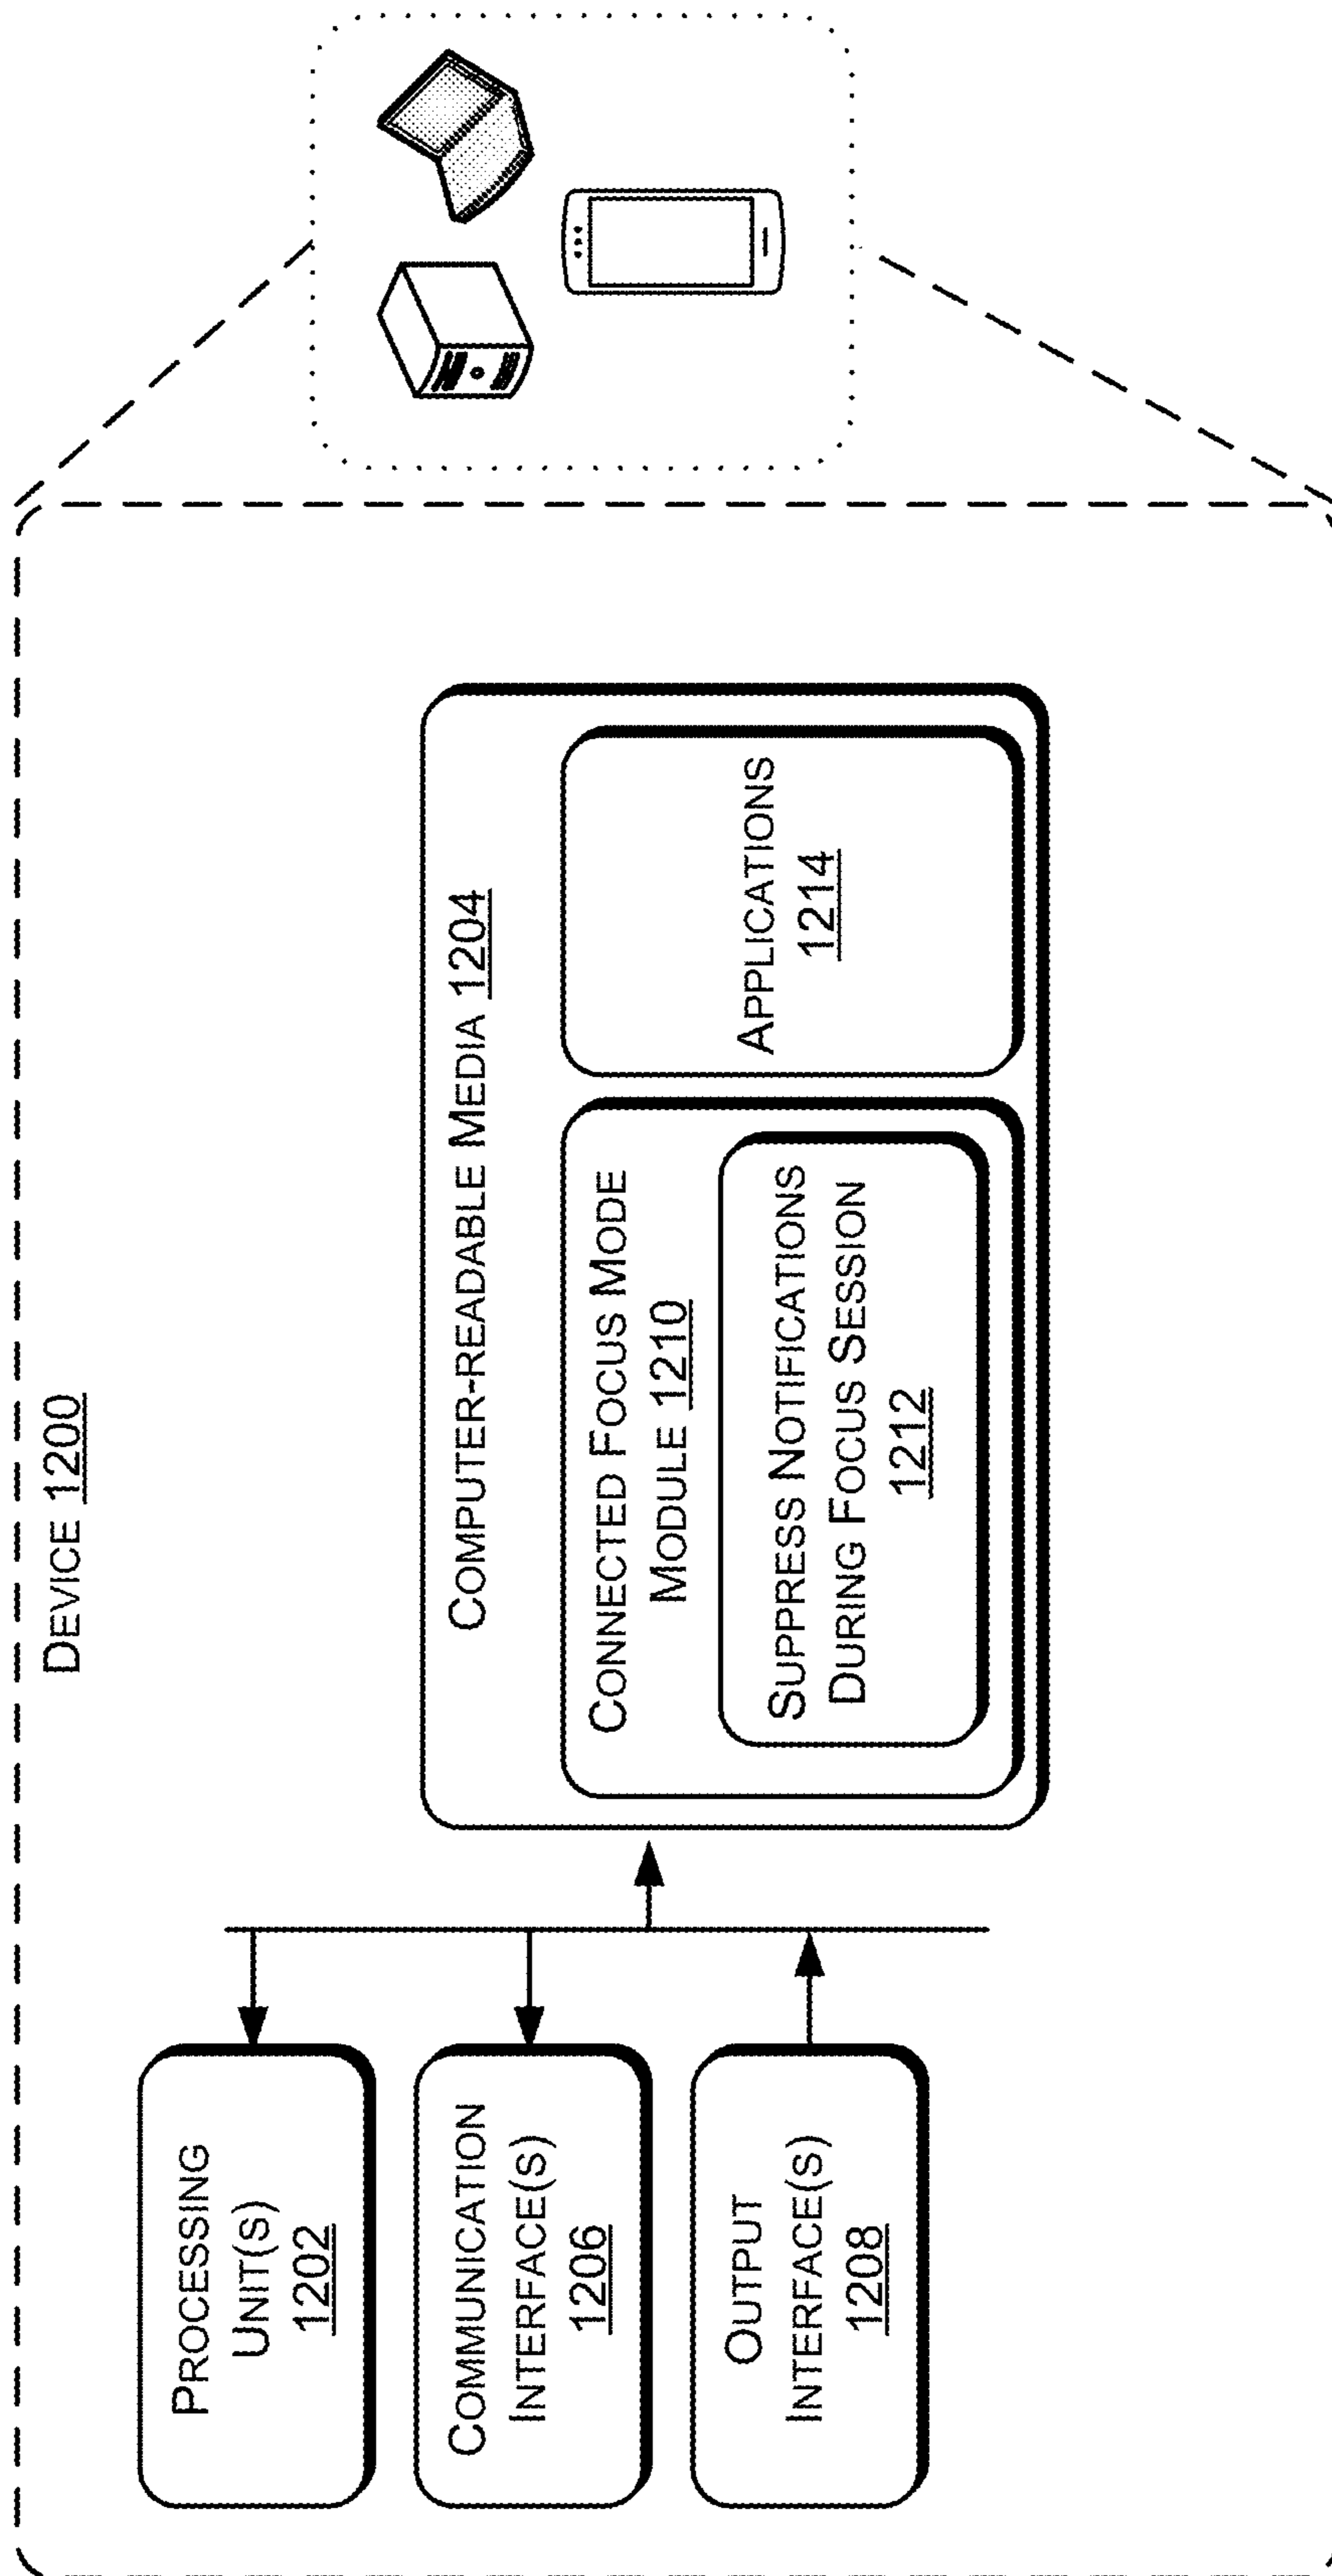 DEVICE 1200
PROCESSING
UNIT(S)
1202
COMMUNICATION
INTERFACE(S)
1206
OUTPUT
INTERFACE(S)
1208
COMPUTER-READABLE MEDIA 1204
CONNECTED FOCUS MODE
MODULE 1210
SUPPRESS NOTIFICATIONS
DURING FOCUS SESSION
1212
APPLICATIONS
1214